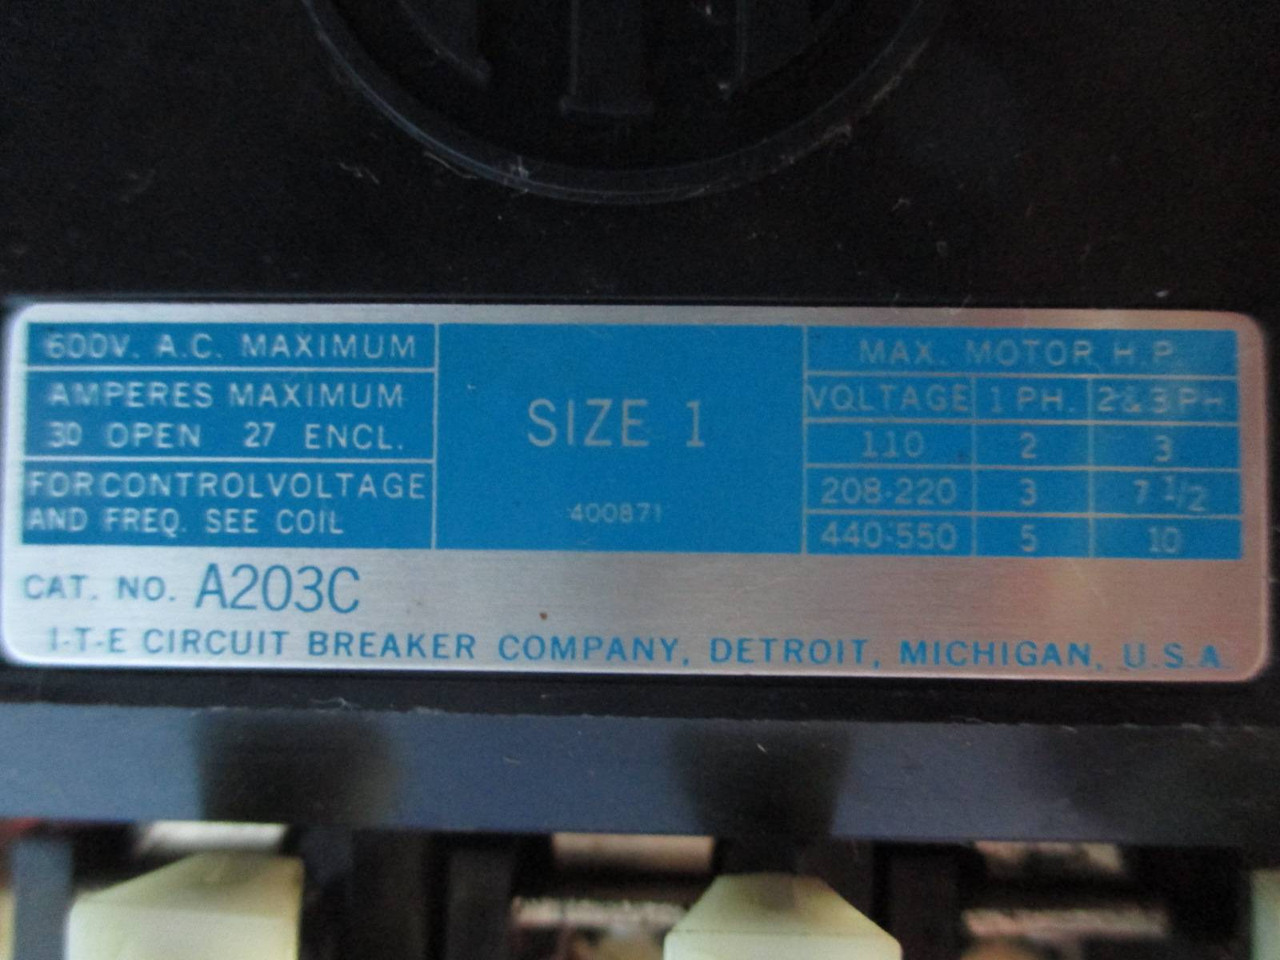 600V. A.C. MAXIMUM
AMPERES MAXIMUM
30 OPEN 27 ENCL.
FOR CONTROL VOLTAGE
AND FREQ. SEE COIL
SIZE 1
400871
MAX. MOTOR H.P.
VOLTAGE 1 PH. 2&3 PH
110 2 3
208-220 3 7 1/2
440-550 5 10
CAT. NO. A203C
I-T-E CIRCUIT BREAKER COMPANY, DETROIT, MICHIGAN, U.S.A.